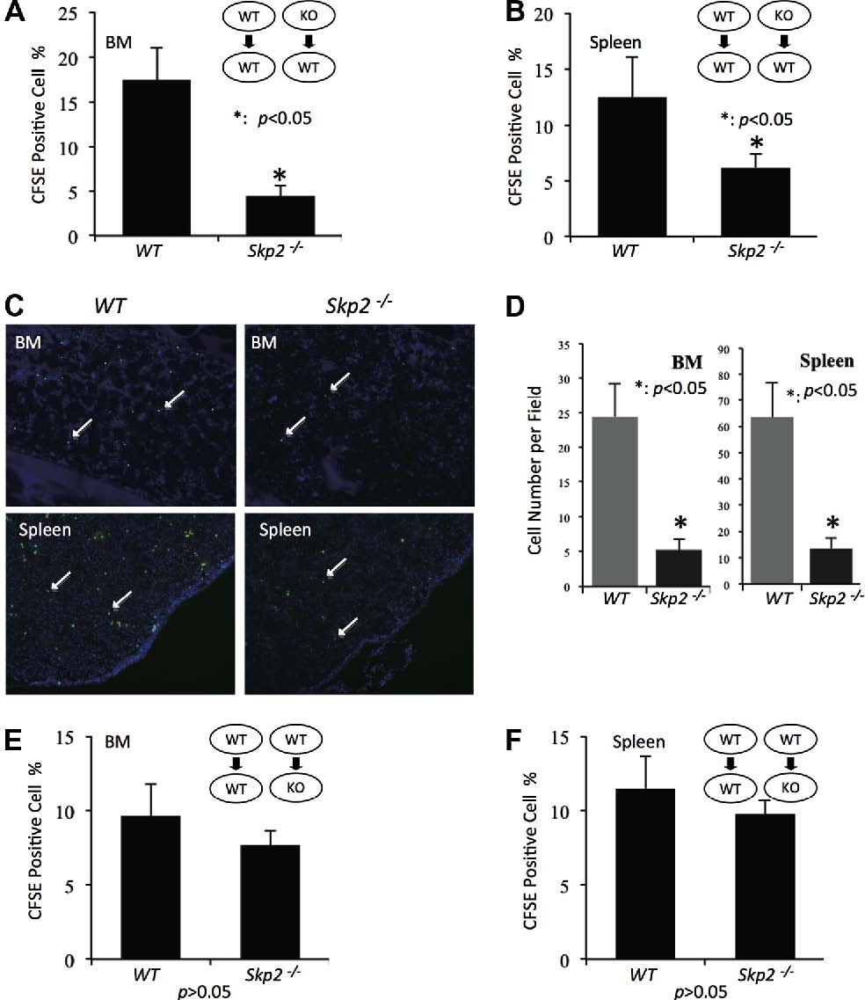 A
BM
CFSE Positive Cell %
25
20
15
10
5
0
WT KO
WT WT
*: p<0.05
*
WT Skp2 -/-
B
Spleen
CFSE Positive Cell %
20
15
10
5
0
WT KO
WT WT
*: p<0.05
*
WT Skp2 -/-
C
WT Skp2 -/-
BM BM
Spleen Spleen
D
Cell Number per Field
35
30
25
20
15
10
5
0
BM
*: p<0.05
*
WT Skp2 -/-
90
80
70
60
50
40
30
20
10
0
Spleen
*: p<0.05
*
WT Skp2 -/-
E
BM
CFSE Positive Cell %
15
10
5
0
WT WT
WT KO
WT Skp2 -/-
p>0.05
F
Spleen
CFSE Positive Cell %
15
10
5
0
WT WT
WT KO
WT Skp2 -/-
p>0.05